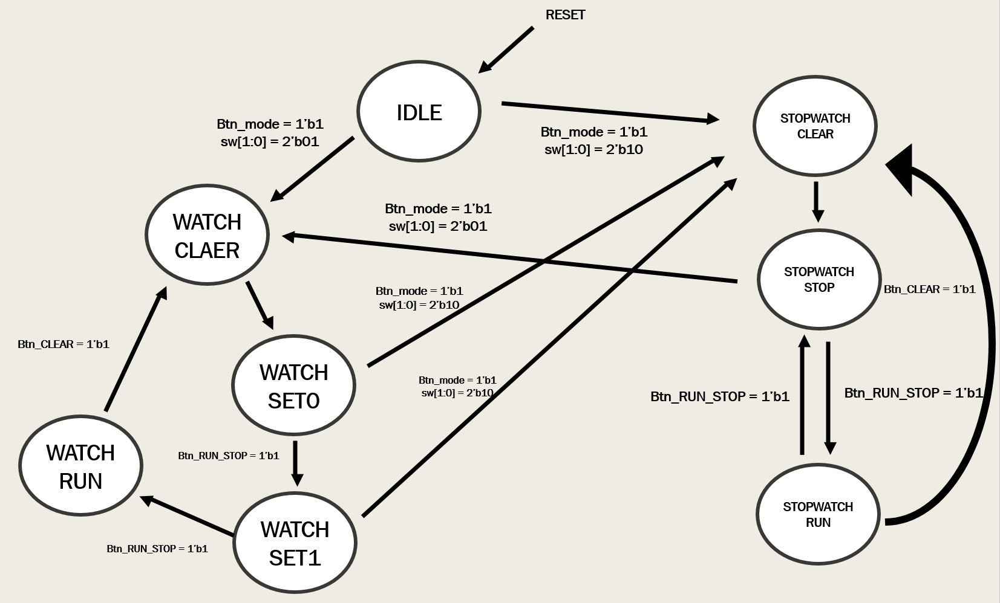 RESET
IDLE
Btn_mode = 1’b1
sw[1:0] = 2’b01
Btn_mode = 1’b1
sw[1:0] = 2’b10
STOPWATCH
CLEAR
WATCH
CLAER
Btn_mode = 1’b1
sw[1:0] = 2’b01
STOPWATCH
STOP
Btn_CLEAR = 1’b1
Btn_mode = 1’b1
sw[1:0] = 2’b10
Btn_CLEAR = 1’b1
WATCH
SET0
Btn_mode = 1’b1
sw[1:0] = 2’b10
Btn_RUN_STOP = 1’b1
Btn_RUN_STOP = 1’b1
WATCH
RUN
Btn_RUN_STOP = 1’b1
STOPWATCH
RUN
WATCH
SET1
Btn_RUN_STOP = 1’b1